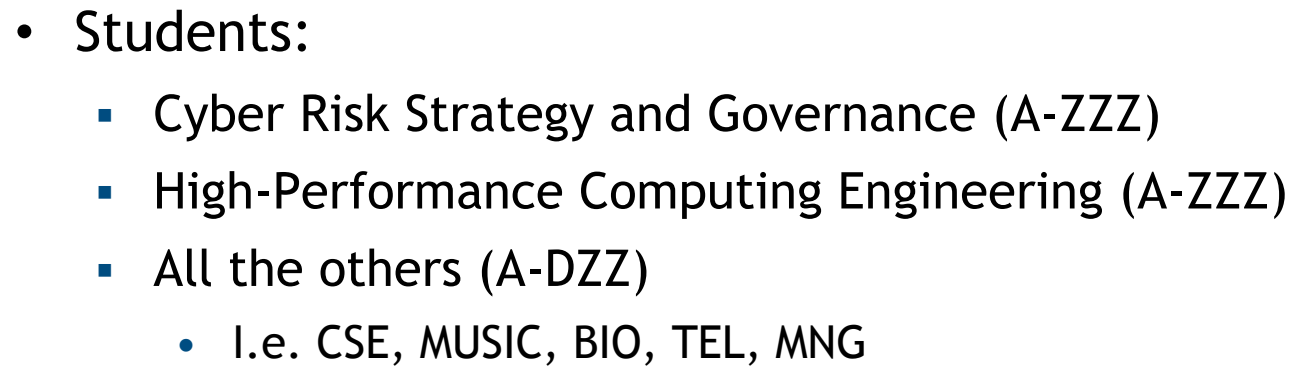 • Students:
▪ Cyber Risk Strategy and Governance (A-ZZZ)
▪ High-Performance Computing Engineering (A-ZZZ)
▪ All the others (A-DZZ)
• I.e. CSE, MUSIC, BIO, TEL, MNG